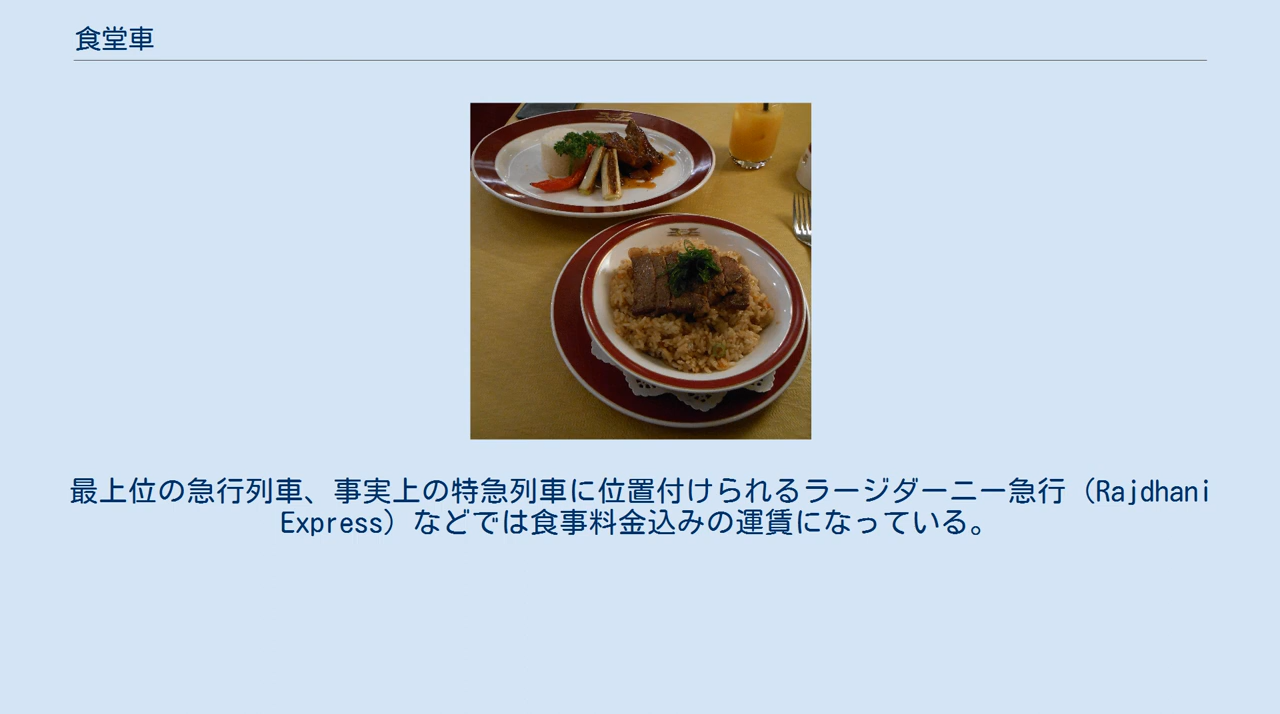 食堂車
最上位の急行列車、事実上の特急列車に位置付けられるラージダーニー急行（Rajdhani
Express）などでは食事料金込みの運賃になっている。